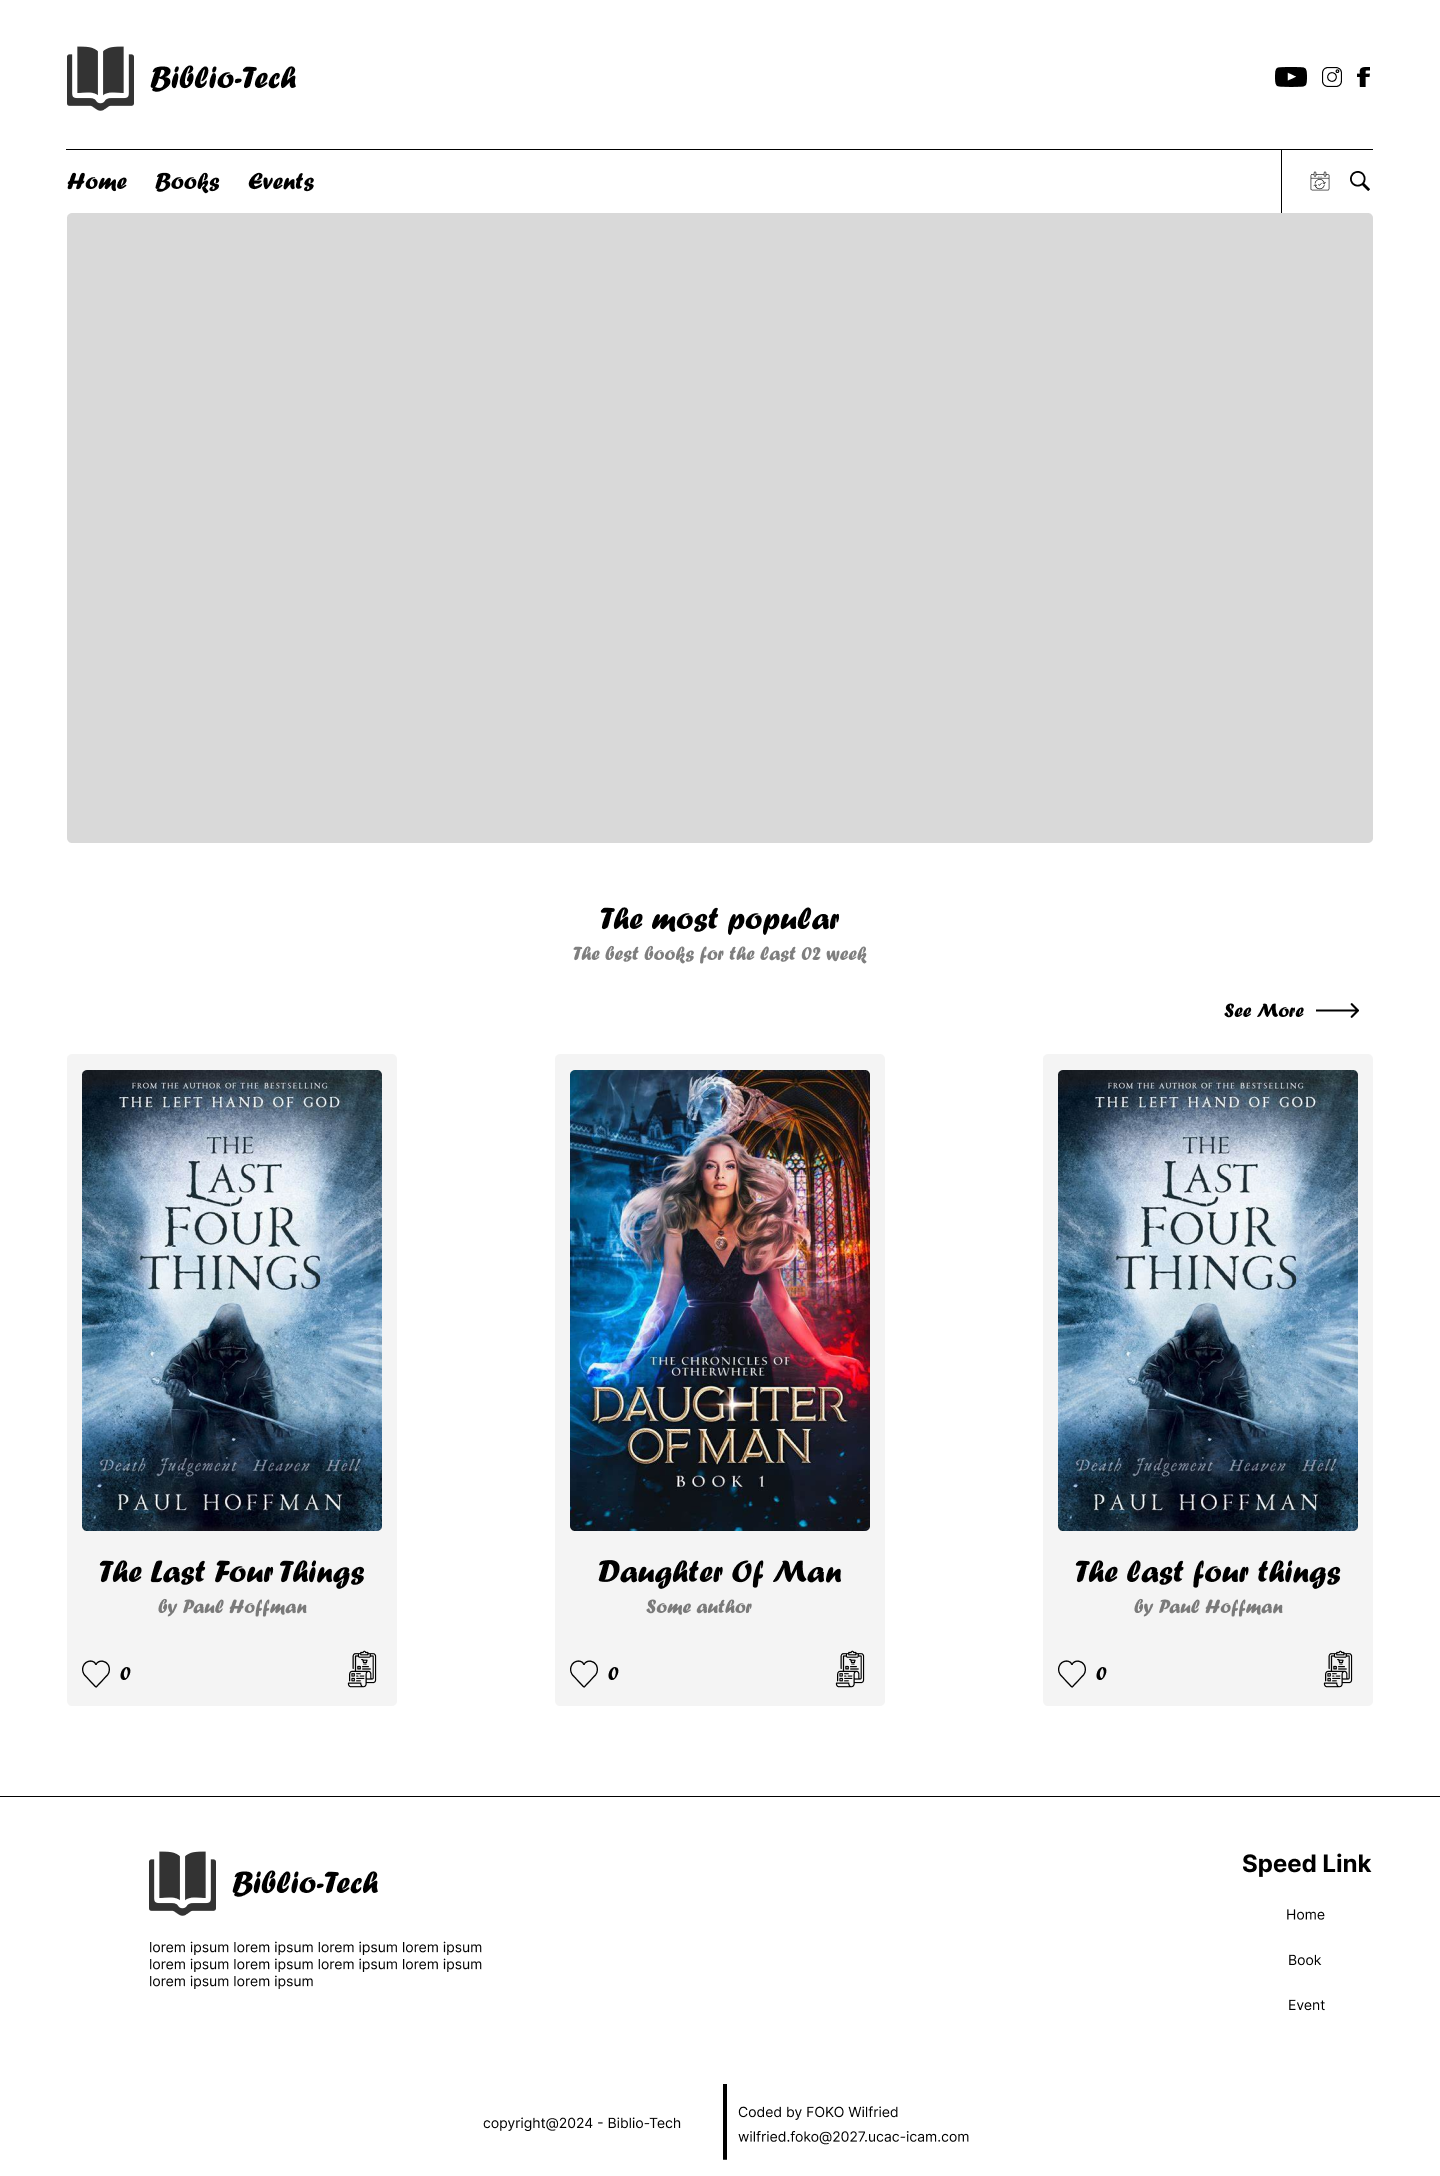 Biblio-Tech
Home Books Events
The most popular
The best books for the last 02 week
See More
FROM THE AUTHOR OF THE BESTSELLING
THE LEFT HAND OF GOD
THE
LAST
FOUR
THINGS
Death Judgement Heaven Hell
PAUL HOFFMAN
The Last Four Things
by Paul Hoffman
0
THE CHRONICLES OF
OTHERWHERE
DAUGHTER
OF MAN
BOOK 1
Daughter Of Man
Some author
0
FROM THE AUTHOR OF THE BESTSELLING
THE LEFT HAND OF GOD
THE
LAST
FOUR
THINGS
Death Judgement Heaven Hell
PAUL HOFFMAN
The last four things
by Paul Hoffman
0
Biblio-Tech
lorem ipsum lorem ipsum lorem ipsum lorem ipsum
lorem ipsum lorem ipsum lorem ipsum lorem ipsum
lorem ipsum lorem ipsum
Speed Link
Home
Book
Event
copyright@2024 - Biblio-Tech
Coded by FOKO Wilfried
wilfried.foko@2027.ucac-icam.com